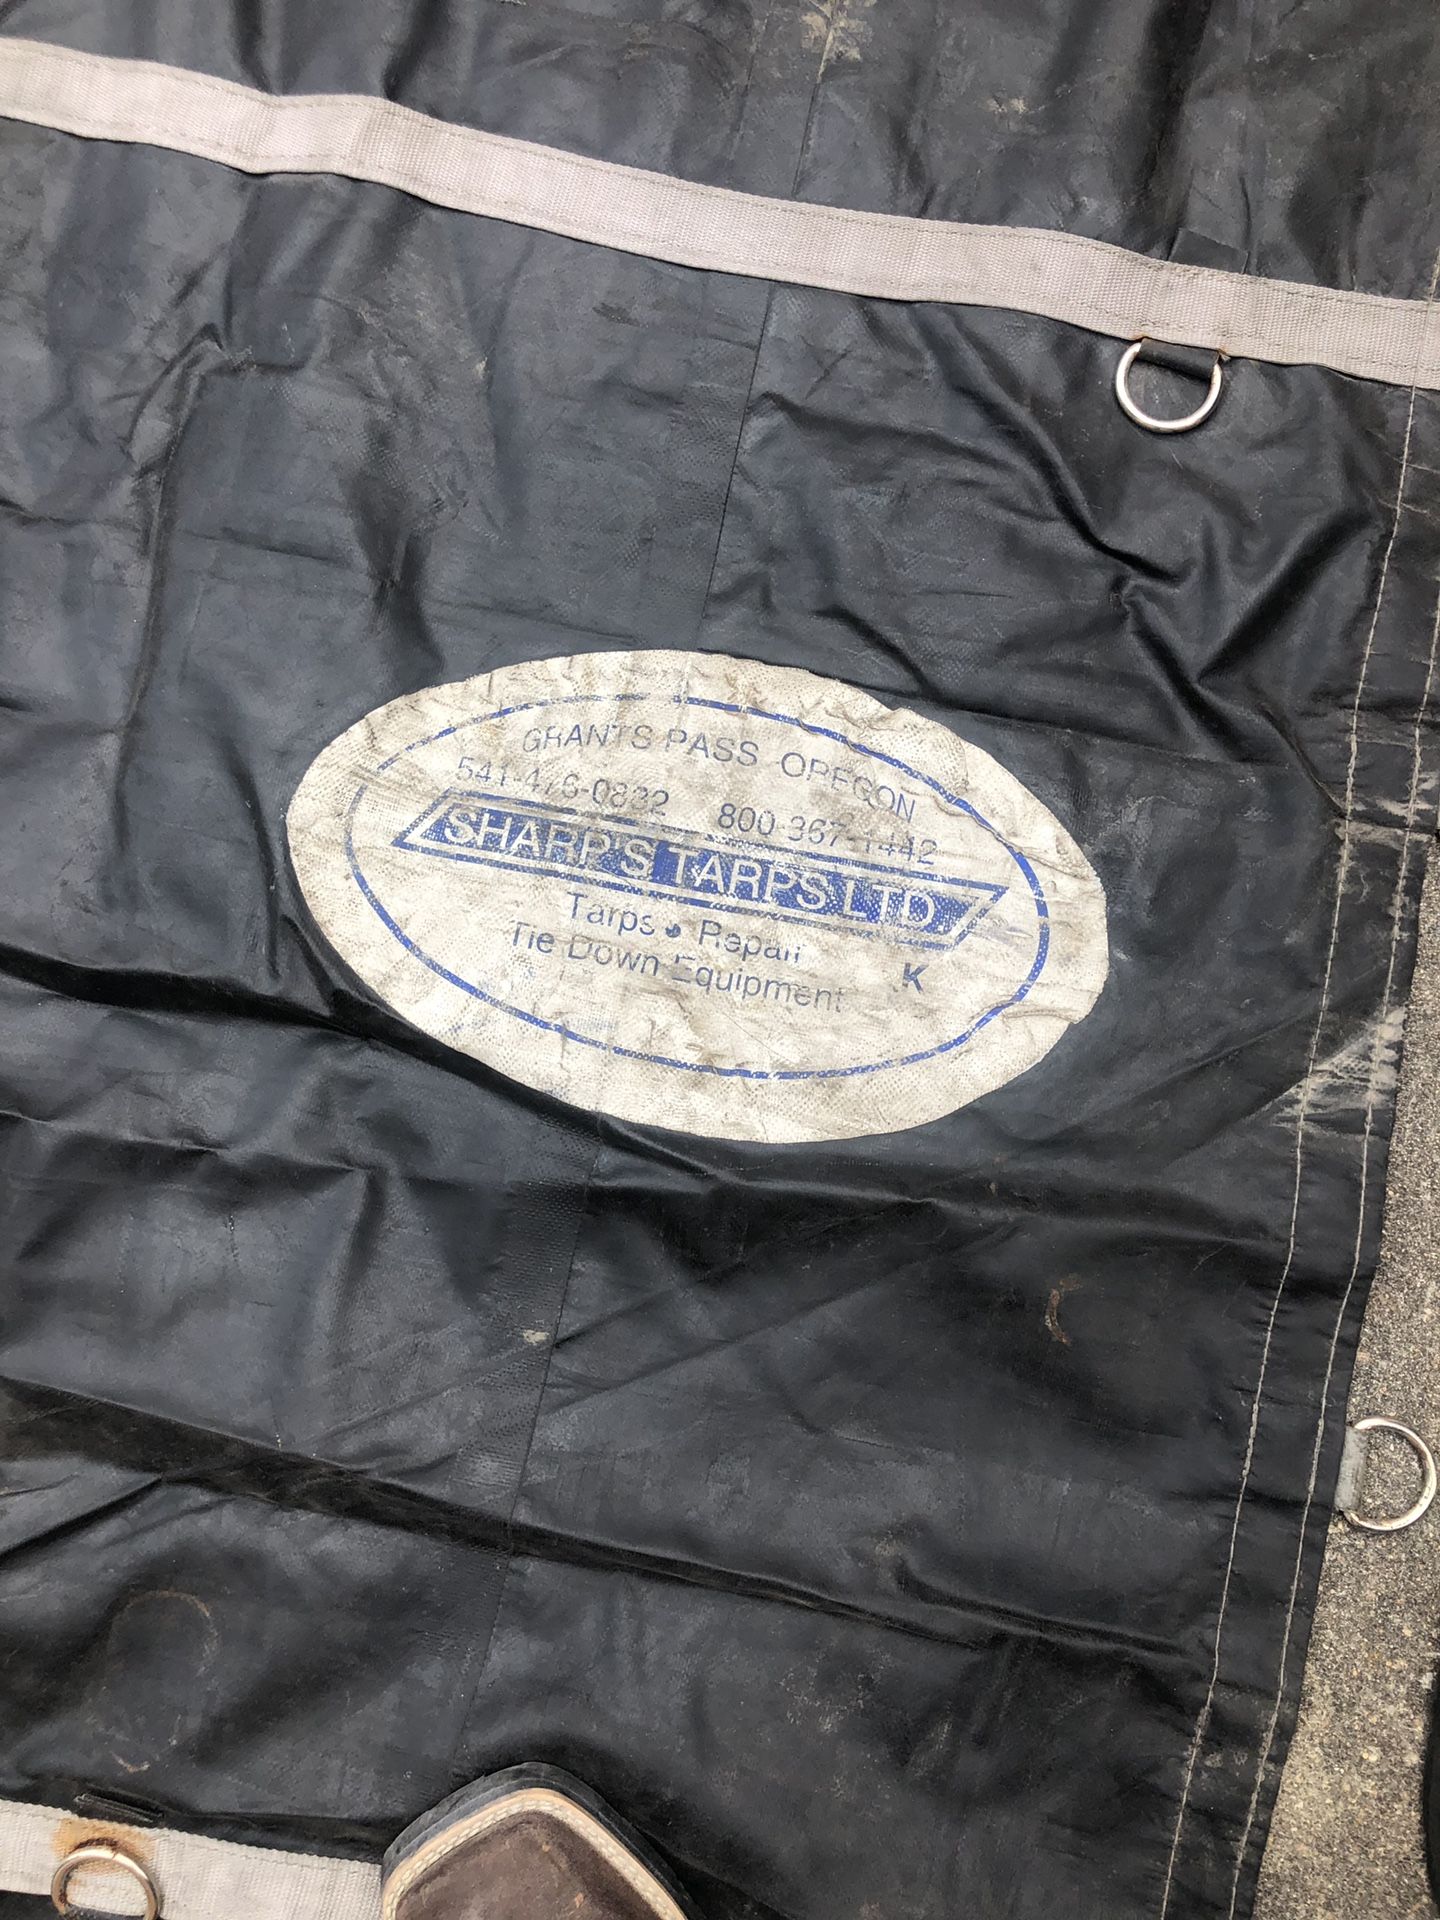 GRANTS PASS OREGON
541-476-0832 800-367-1442
SHARP'S TARPS LTD
Tarps • Repair
Tie Down Equipment K